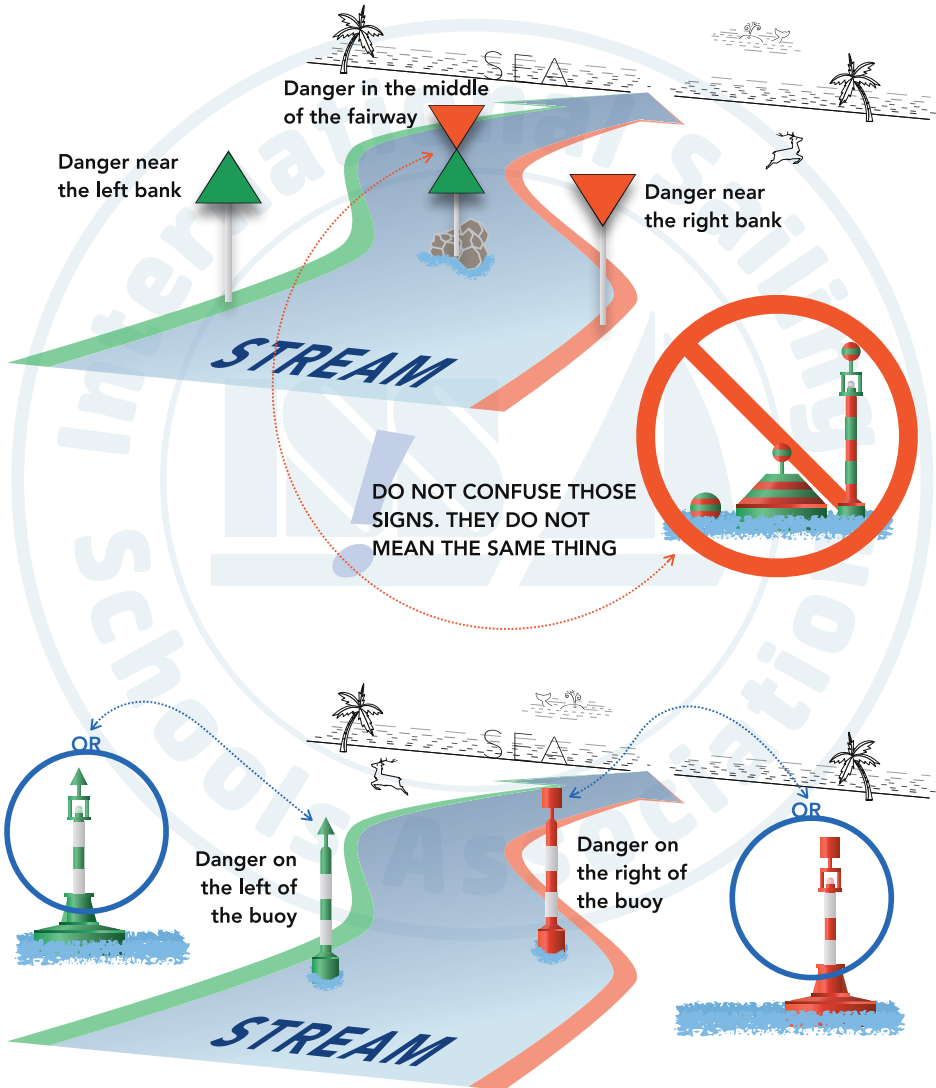 SEA
Danger in the middle
of the fairway
Danger near
the left bank
Danger near
the right bank
STREAM
!
DO NOT CONFUSE THOSE
SIGNS. THEY DO NOT
MEAN THE SAME THING
International Sailing
Schools Association
ISSA
SEA
OR
OR
Danger on
the left of
the buoy
Danger on
the right of
the buoy
STREAM